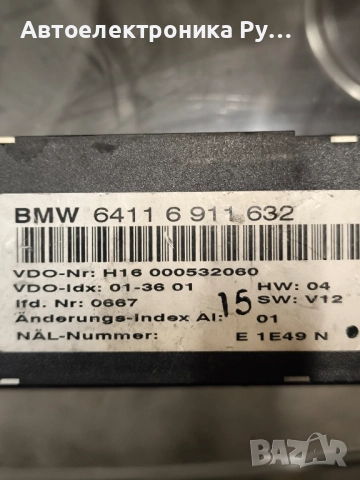 Автоелектроника Ру...
BMW 6411 6 911 632
VDO-Nr: H16 000532060
VDO-Idx: 01-36 01 HW: 04
lfd. Nr: 0667 15 SW: V12
Änderungs-Index AI: 01
NÄL-Nummer: E 1E49 N
BAZAR